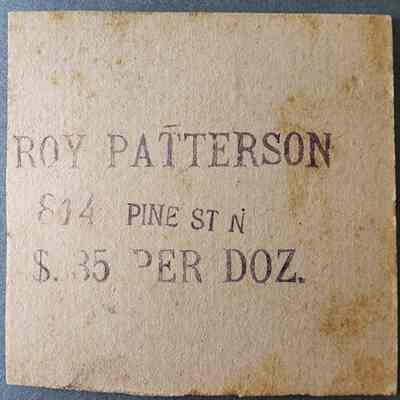 ROY PATTERSON
814 PINE ST N
$.35 PER DOZ.